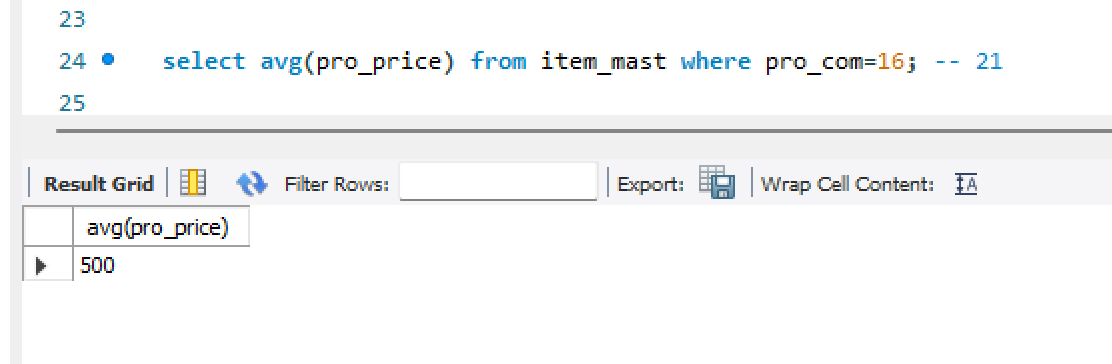 23
24 select avg(pro_price) from item_mast where pro_com=16; -- 21
25
Result Grid Filter Rows: Export: Wrap Cell Content: IA
avg(pro_price)
500